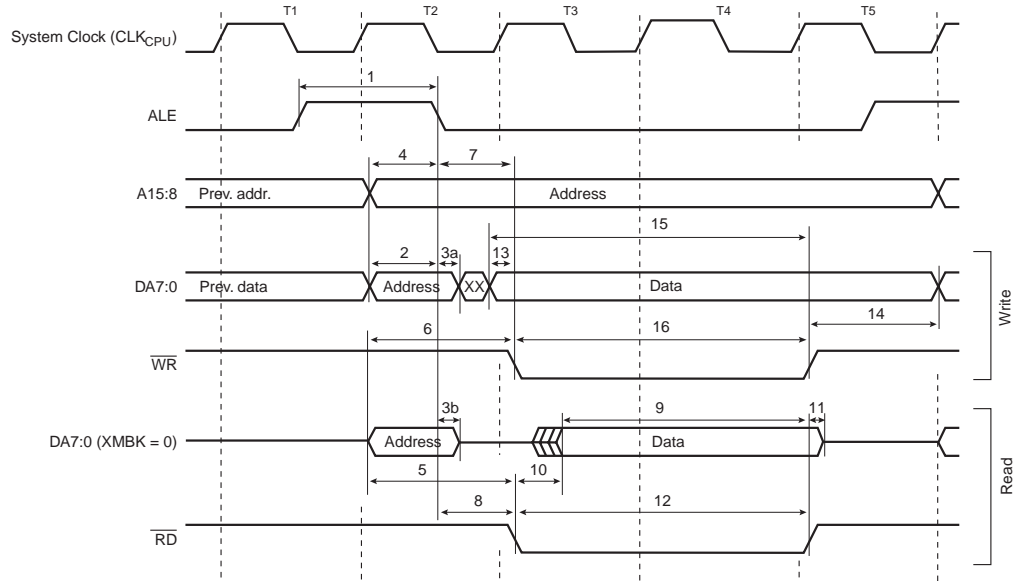 T1 T2 T3 T4 T5
System Clock (CLKCPU)
1
ALE
4 7
A15:8 Prev. addr. Address
15
2 3a 13
DA7:0 Prev. data Address XX Data
14
6 16
WR
Write
3b 9 11
DA7:0 (XMBK = 0) Address Data
5 10
8 12
RD
Read